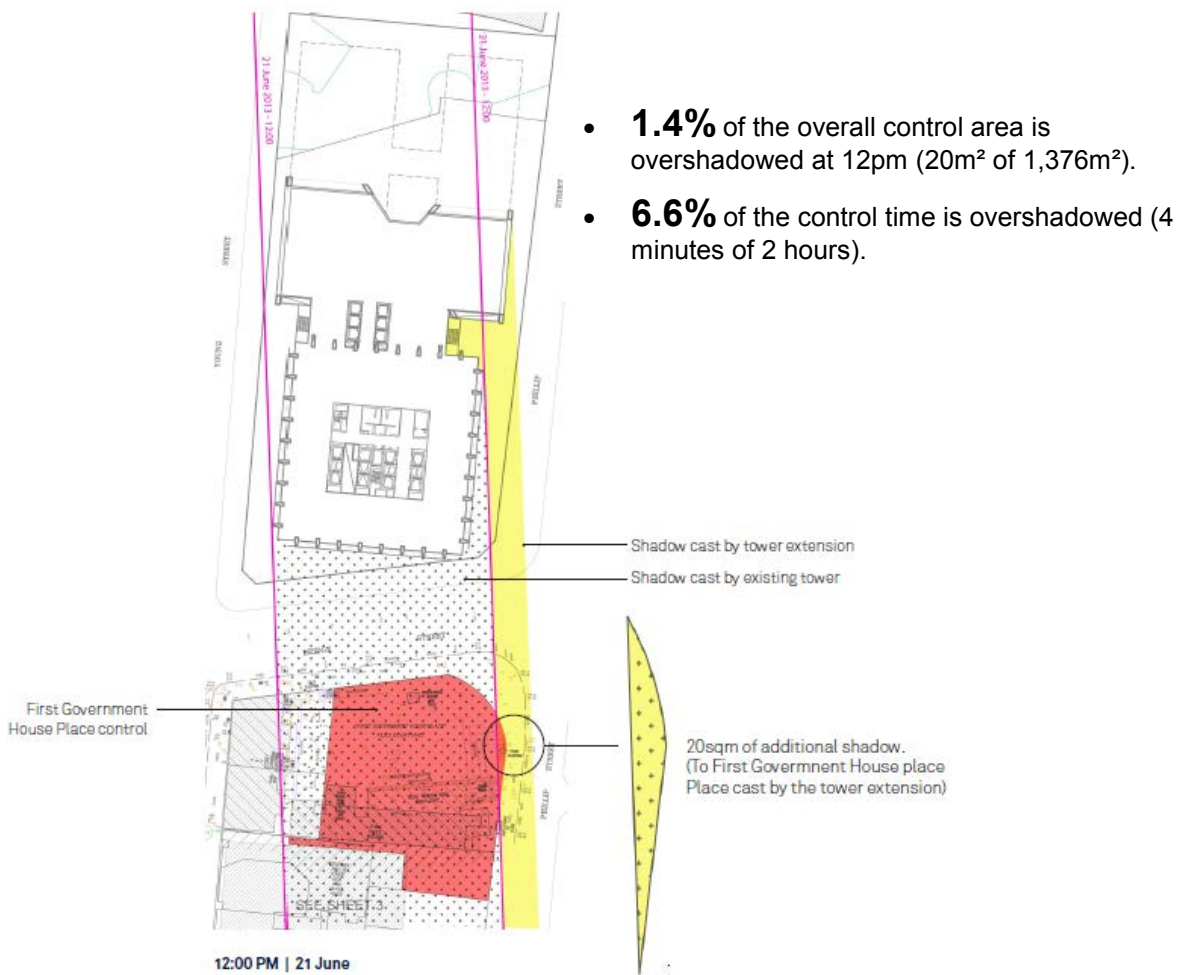 21 June 2013 - 1200
21 June 2013 - 1200
• 1.4% of the overall control area is
overshadowed at 12pm (20m² of 1,376m²).
• 6.6% of the control time is overshadowed (4
minutes of 2 hours).
STREET
STREET
YOUNG
PHILLIP
Shadow cast by tower extension
Shadow cast by existing tower
STREET
First Government
House Place control
20sqm of additional shadow.
(To First Govermnent House place
Place cast by the tower extension)
STREET
PHILLIP
SEE SHEET 3
12:00 PM | 21 June